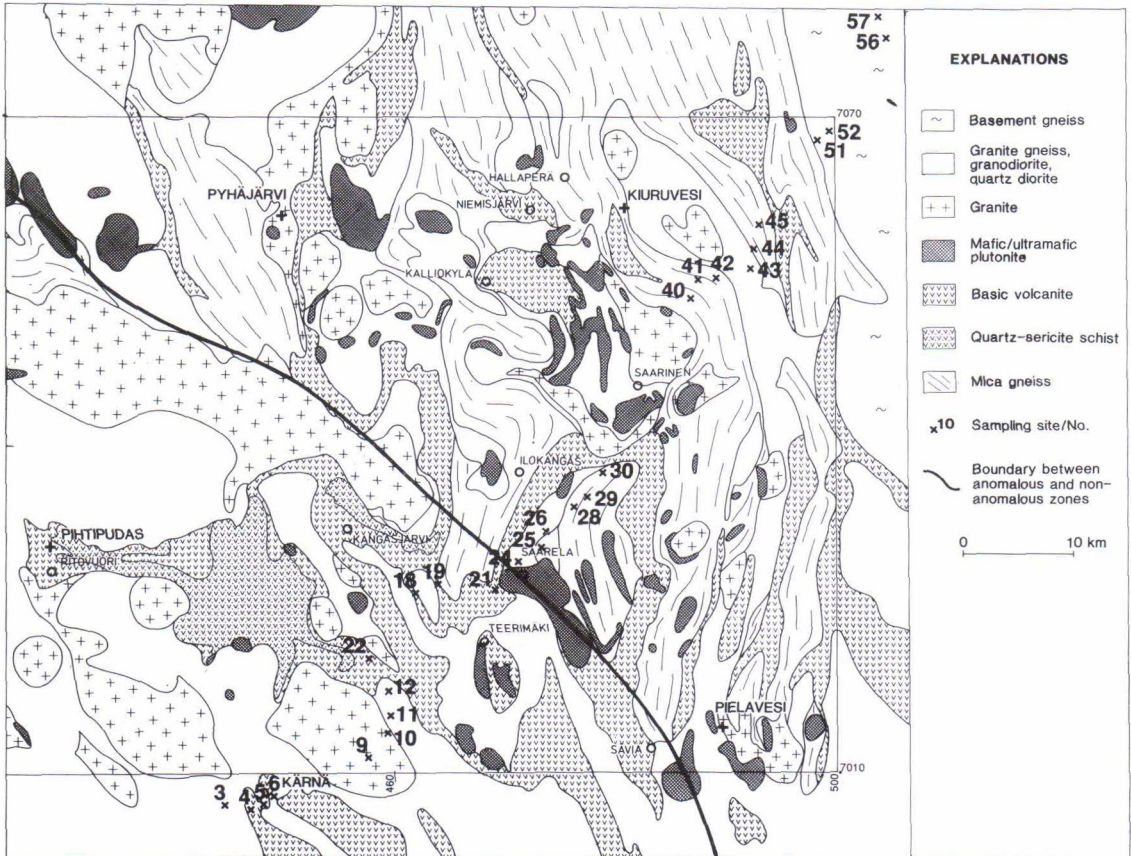 57
56
7070
52
51
HALLAPERÄ
KIURUVESI
PYHÄJÄRVI
NIEMISJÄRVI
45
44
43
42
41
40
KALLIOKYLÄ
SAARINEN
ILOKANGAS
30
29
28
26
25
SAARELA
24
21
19
18
KANGASJÄRVI
PIHTIPUDAS
RITOVUORI
TEERIMÄKI
22
12
11
10
9
PIELAVESI
SÄVIÄ
7010
460
500
KÄRNÄ
3
4
5
6
EXPLANATIONS
Basement gneiss
Granite gneiss,
granodiorite,
quartz diorite
Granite
Mafic/ultramafic
plutonite
Basic volcanite
Quartz-sericite schist
Mica gneiss
10 Sampling site/No.
Boundary between
anomalous and non-
anomalous zones
0 10 km